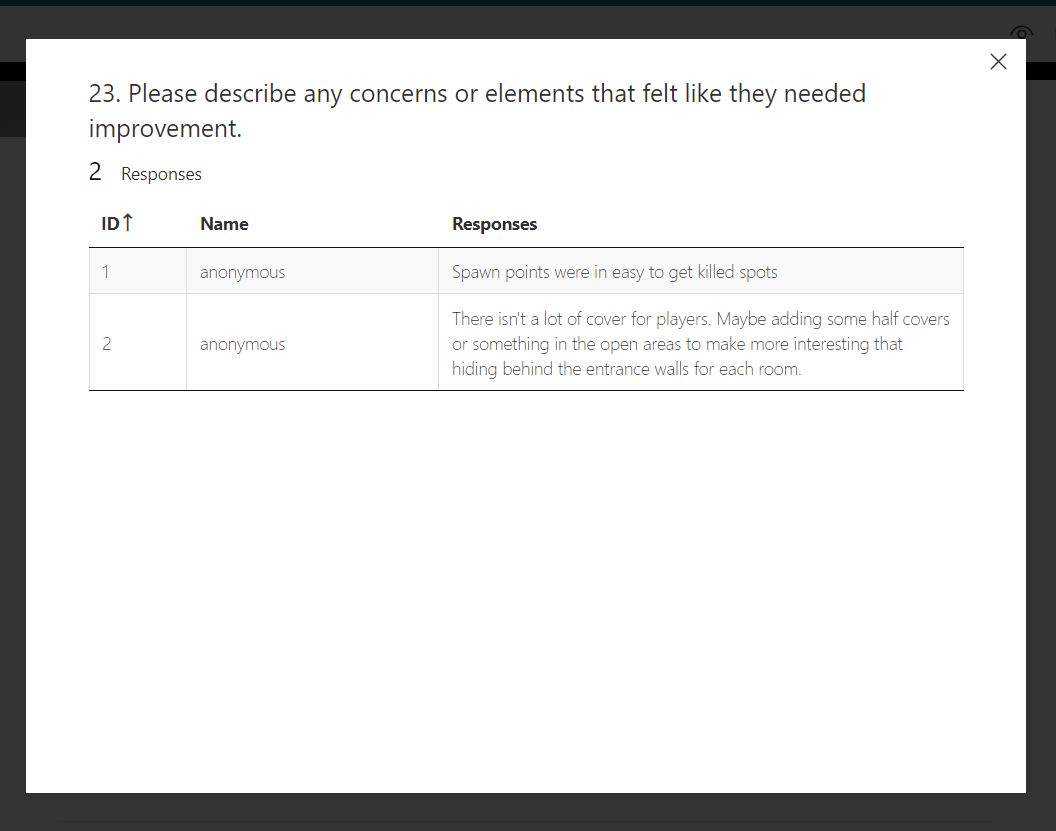 23. Please describe any concerns or elements that felt like they needed
improvement.
2 Responses
ID↑ Name Responses
1 anonymous Spawn points were in easy to get killed spots
2 anonymous There isn't a lot of cover for players. Maybe adding some half covers
or something in the open areas to make more interesting that
hiding behind the entrance walls for each room.